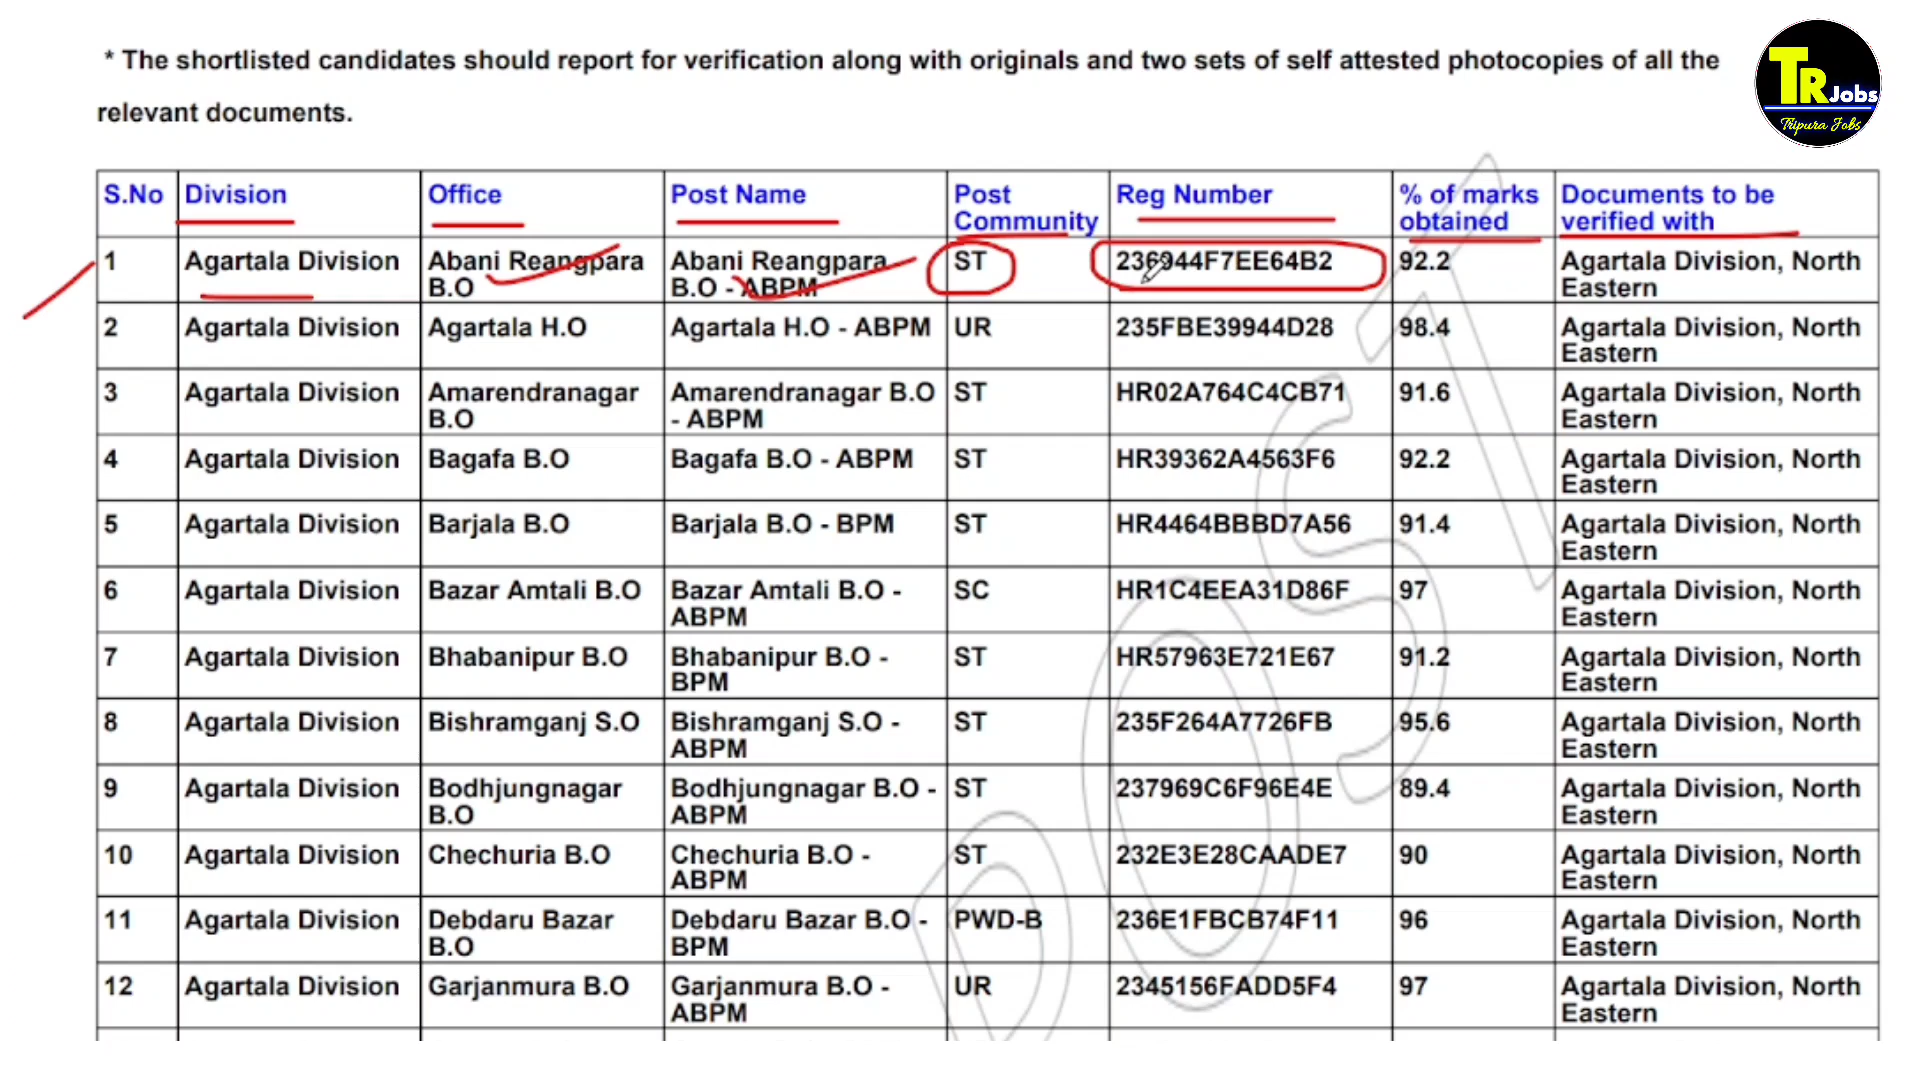 * The shortlisted candidates should report for verification along with originals and two sets of self attested photocopies of all the
relevant documents.
TR Jobs
Tripura Jobs
S.No Division Office Post Name Post Community Reg Number % of marks obtained Documents to be verified with
1 Agartala Division Abani Reangpara B.O Abani Reangpara B.O - ABPM ST 236944F7EE64B2 92.2 Agartala Division, North Eastern
2 Agartala Division Agartala H.O Agartala H.O - ABPM UR 235FBE39944D28 98.4 Agartala Division, North Eastern
3 Agartala Division Amarendranagar B.O Amarendranagar B.O - ABPM ST HR02A764C4CB71 91.6 Agartala Division, North Eastern
4 Agartala Division Bagafa B.O Bagafa B.O - ABPM ST HR39362A4563F6 92.2 Agartala Division, North Eastern
5 Agartala Division Barjala B.O Barjala B.O - BPM ST HR4464BBBD7A56 91.4 Agartala Division, North Eastern
6 Agartala Division Bazar Amtali B.O Bazar Amtali B.O - ABPM SC HR1C4EEA31D86F 97 Agartala Division, North Eastern
7 Agartala Division Bhabanipur B.O Bhabanipur B.O - BPM ST HR57963E721E67 91.2 Agartala Division, North Eastern
8 Agartala Division Bishramganj S.O Bishramganj S.O - ABPM ST 235F264A7726FB 95.6 Agartala Division, North Eastern
9 Agartala Division Bodhjungnagar B.O Bodhjungnagar B.O - ABPM ST 237969C6F96E4E 89.4 Agartala Division, North Eastern
10 Agartala Division Chechuria B.O Chechuria B.O - ABPM ST 232E3E28CAADE7 90 Agartala Division, North Eastern
11 Agartala Division Debdaru Bazar B.O Debdaru Bazar B.O - BPM PWD-B 236E1FBCB74F11 96 Agartala Division, North Eastern
12 Agartala Division Garjanmura B.O Garjanmura B.O - ABPM UR 2345156FADD5F4 97 Agartala Division, North Eastern
POST